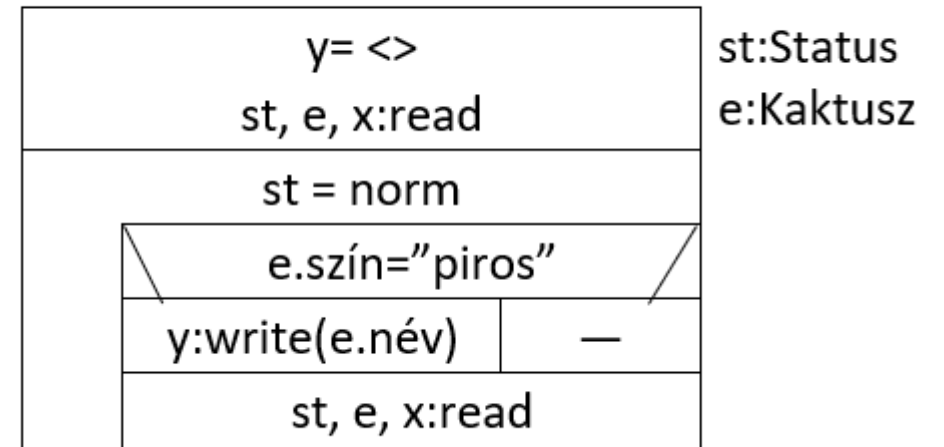 y= <>
st, e, x:read
st:Status
e:Kaktusz
st = norm
e.szín=”piros”
y:write(e.név)
—
st, e, x:read